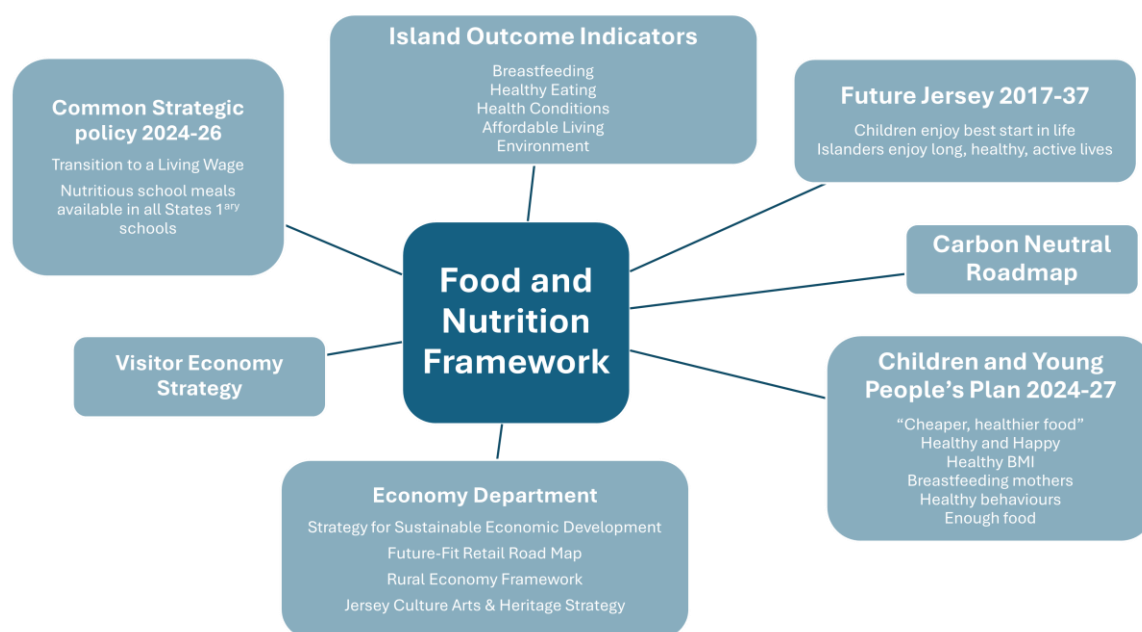 Island Outcome Indicators
Breastfeeding
Healthy Eating
Health Conditions
Affordable Living
Environment
Common Strategic
policy 2024-26
Transition to a Living Wage
Nutritious school meals
available in all States 1ary
schools
Future Jersey 2017-37
Children enjoy best start in life
Islanders enjoy long, healthy, active lives
Food and
Nutrition
Framework
Carbon Neutral
Roadmap
Visitor Economy
Strategy
Children and Young
People’s Plan 2024-27
“Cheaper, healthier food”
Healthy and Happy
Healthy BMI
Breastfeeding mothers
Healthy behaviours
Enough food
Economy Department
Strategy for Sustainable Economic Development
Future-Fit Retail Road Map
Rural Economy Framework
Jersey Culture Arts & Heritage Strategy